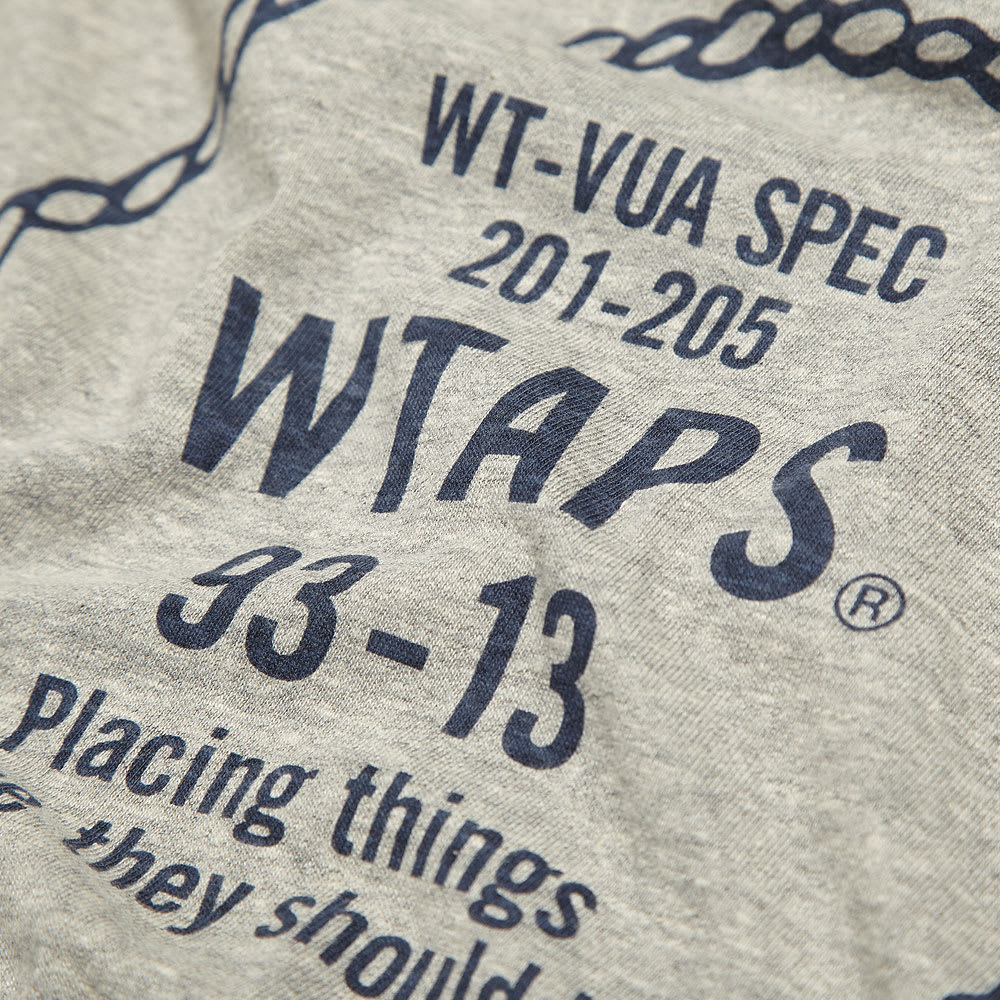 WT-VUA SPEC
201-205
WTAPS®
93-13
Placing things
they should